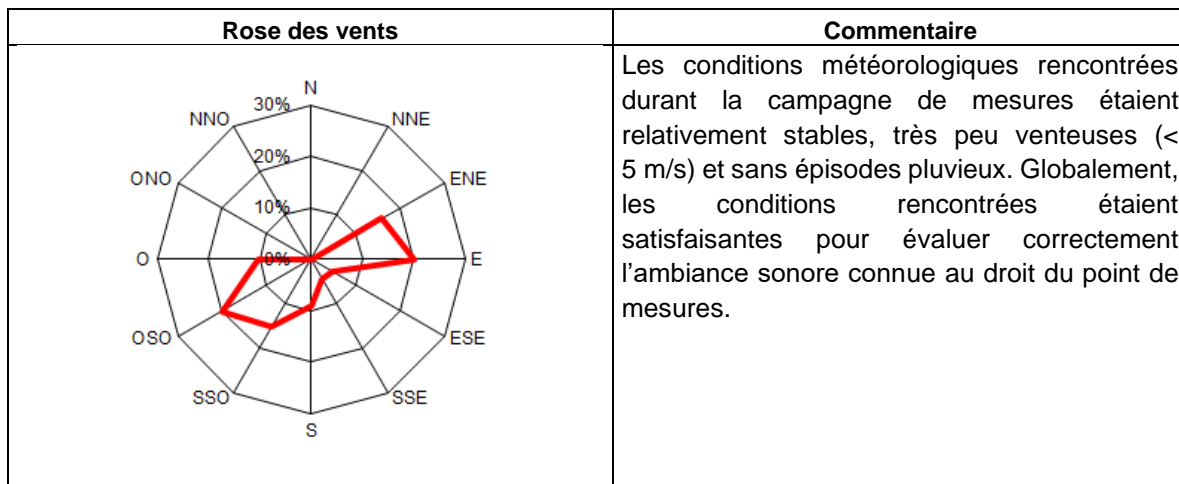 Rose des vents
Commentaire
N
NNE
ENE
E
ESE
SSE
S
SSO
OSO
O
ONO
NNO
30%
20%
10%
0%
Les conditions météorologiques rencontrées
durant la campagne de mesures étaient
relativement stables, très peu venteuses (<
5 m/s) et sans épisodes pluvieux. Globalement,
les conditions rencontrées étaient
satisfaisantes pour évaluer correctement
l’ambiance sonore connue au droit du point de
mesures.